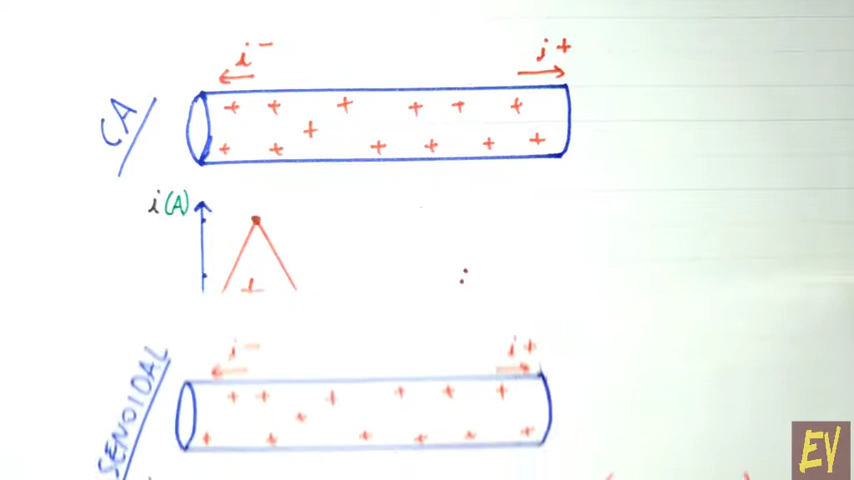 i⁻ i⁺
CA
+ + + + + +
+
+ + + + + +
i(A)
+
i⁻ i⁺
SENOIDAL
+ + + + + +
+
+ + + + + +
EV